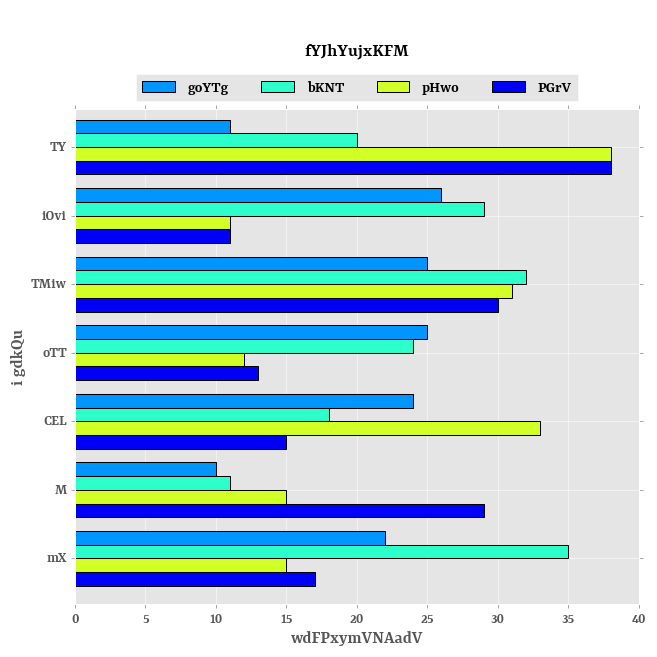 fYJhYujxKFM
goYTg bKNT pHwo PGrV
TY
iOvi
TMiw
oTT
CEL
M
mX
i gdkQu
0 5 10 15 20 25 30 35 40
wdFPxymVNAadV